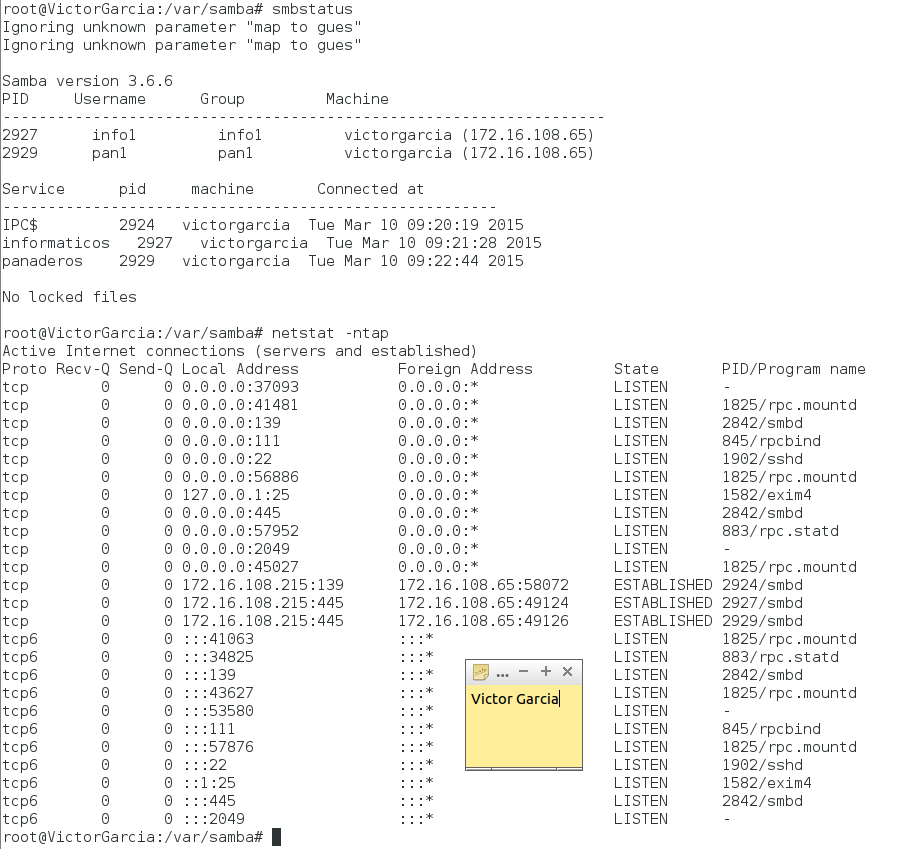 root@VictorGarcia:/var/samba# smbstatus
Ignoring unknown parameter "map to gues"
Ignoring unknown parameter "map to gues"
Samba version 3.6.6
PID     Username      Group         Machine
-------------------------------------------------------------------
2927      info1         info1         victorgarcia (172.16.108.65)
2929      pan1          pan1          victorgarcia (172.16.108.65)
Service      pid     machine       Connected at
-------------------------------------------------------
IPC$         2924   victorgarcia  Tue Mar 10 09:20:19 2015
informaticos   2927   victorgarcia  Tue Mar 10 09:21:28 2015
panaderos    2929   victorgarcia  Tue Mar 10 09:22:44 2015
No locked files
root@VictorGarcia:/var/samba# netstat -ntap
Active Internet connections (servers and established)
Proto Recv-Q Send-Q Local Address           Foreign Address         State       PID/Program name
tcp        0      0 0.0.0.0:37093           0.0.0.0:*               LISTEN      -
tcp        0      0 0.0.0.0:41481           0.0.0.0:*               LISTEN      1825/rpc.mountd
tcp        0      0 0.0.0.0:139             0.0.0.0:*               LISTEN      2842/smbd
tcp        0      0 0.0.0.0:111             0.0.0.0:*               LISTEN      845/rpcbind
tcp        0      0 0.0.0.0:22              0.0.0.0:*               LISTEN      1902/sshd
tcp        0      0 0.0.0.0:56886           0.0.0.0:*               LISTEN      1825/rpc.mountd
tcp        0      0 127.0.0.1:25            0.0.0.0:*               LISTEN      1582/exim4
tcp        0      0 0.0.0.0:445             0.0.0.0:*               LISTEN      2842/smbd
tcp        0      0 0.0.0.0:57952           0.0.0.0:*               LISTEN      883/rpc.statd
tcp        0      0 0.0.0.0:2049            0.0.0.0:*               LISTEN      -
tcp        0      0 0.0.0.0:45027           0.0.0.0:*               LISTEN      1825/rpc.mountd
tcp        0      0 172.16.108.215:139      172.16.108.65:58072     ESTABLISHED 2924/smbd
tcp        0      0 172.16.108.215:445      172.16.108.65:49124     ESTABLISHED 2927/smbd
tcp        0      0 172.16.108.215:445      172.16.108.65:49126     ESTABLISHED 2929/smbd
tcp6       0      0 :::41063                :::*                    LISTEN      1825/rpc.mountd
tcp6       0      0 :::34825                :::*                    LISTEN      883/rpc.statd
tcp6       0      0 :::139                  :::*                    LISTEN      2842/smbd
tcp6       0      0 :::43627                :::*                    LISTEN      1825/rpc.mountd
tcp6       0      0 :::53580                :::*                    LISTEN      -
tcp6       0      0 :::111                  :::*                    LISTEN      845/rpcbind
tcp6       0      0 :::57876                :::*                    LISTEN      1825/rpc.mountd
tcp6       0      0 :::22                   :::*                    LISTEN      1902/sshd
tcp6       0      0 ::1:25                  :::*                    LISTEN      1582/exim4
tcp6       0      0 :::445                  :::*                    LISTEN      2842/smbd
tcp6       0      0 :::2049                 :::*                    LISTEN      -
root@VictorGarcia:/var/samba#
...
Victor Garcia